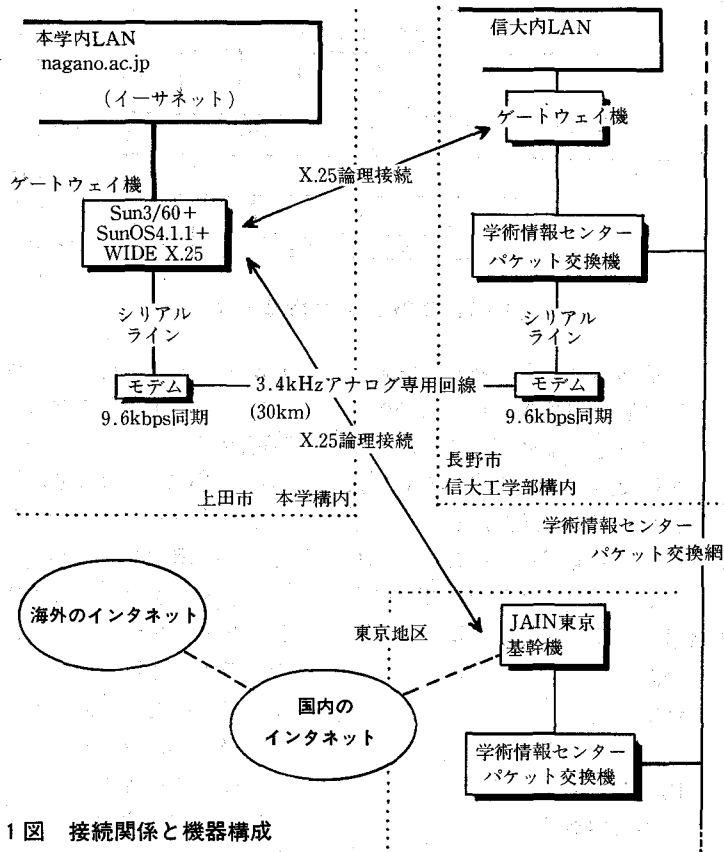 本学内LAN
nagano.ac.jp
(イーサネット)
信大内LAN
ゲートウェイ機
X.25論理接続
ゲートウェイ機
Sun3/60+
SunOS4.1.1+
WIDE X.25
学術情報センター
パケット交換機
シリアル
ライン
シリアル
ライン
モデム
3.4kHzアナログ専用回線
モデム
9.6kbps同期
(30km)
9.6kbps同期
X.25論理接続
長野市
信大工学部構内
上田市 本学構内
学術情報センター
パケット交換網
海外のインタネット
東京地区
JAIN東京
基幹機
国内の
インタネット
学術情報センター
パケット交換機
1図 接続関係と機器構成